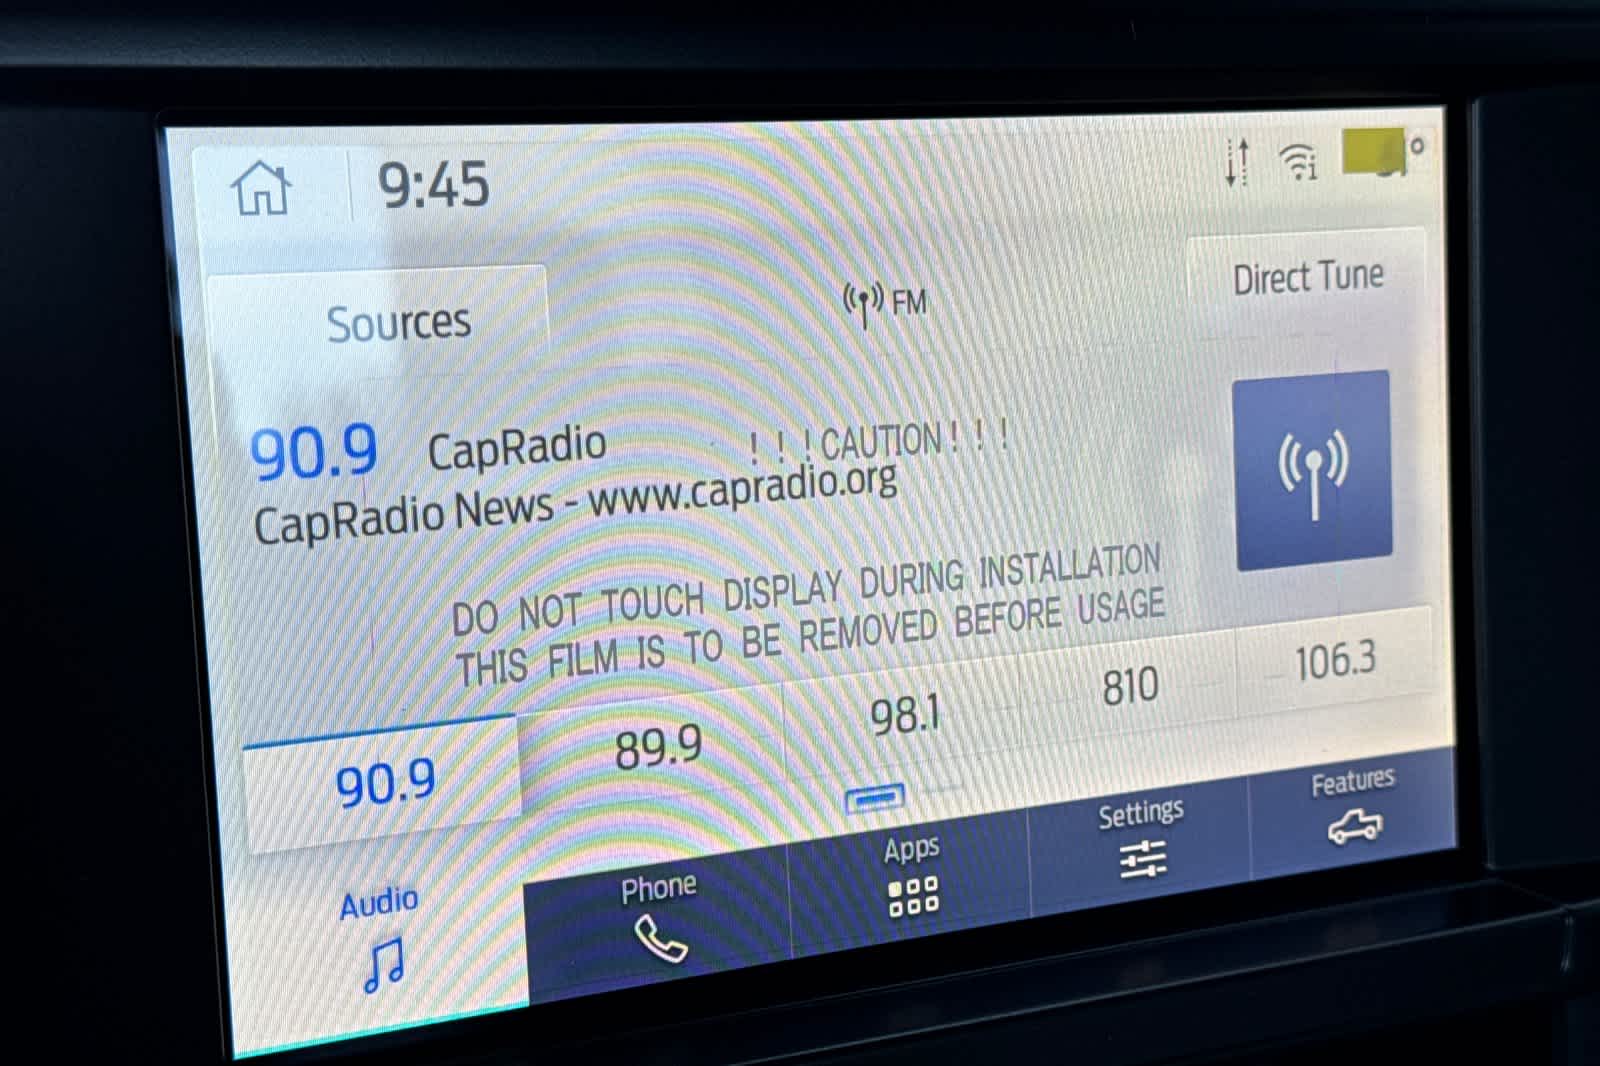 9:45
Sources
FM
Direct Tune
90.9 CapRadio
! ! ! CAUTION ! ! !
CapRadio News - www.capradio.org
DO NOT TOUCH DISPLAY DURING INSTALLATION
THIS FILM IS TO BE REMOVED BEFORE USAGE
90.9
89.9
98.1
810
106.3
Audio
Phone
Apps
Settings
Features